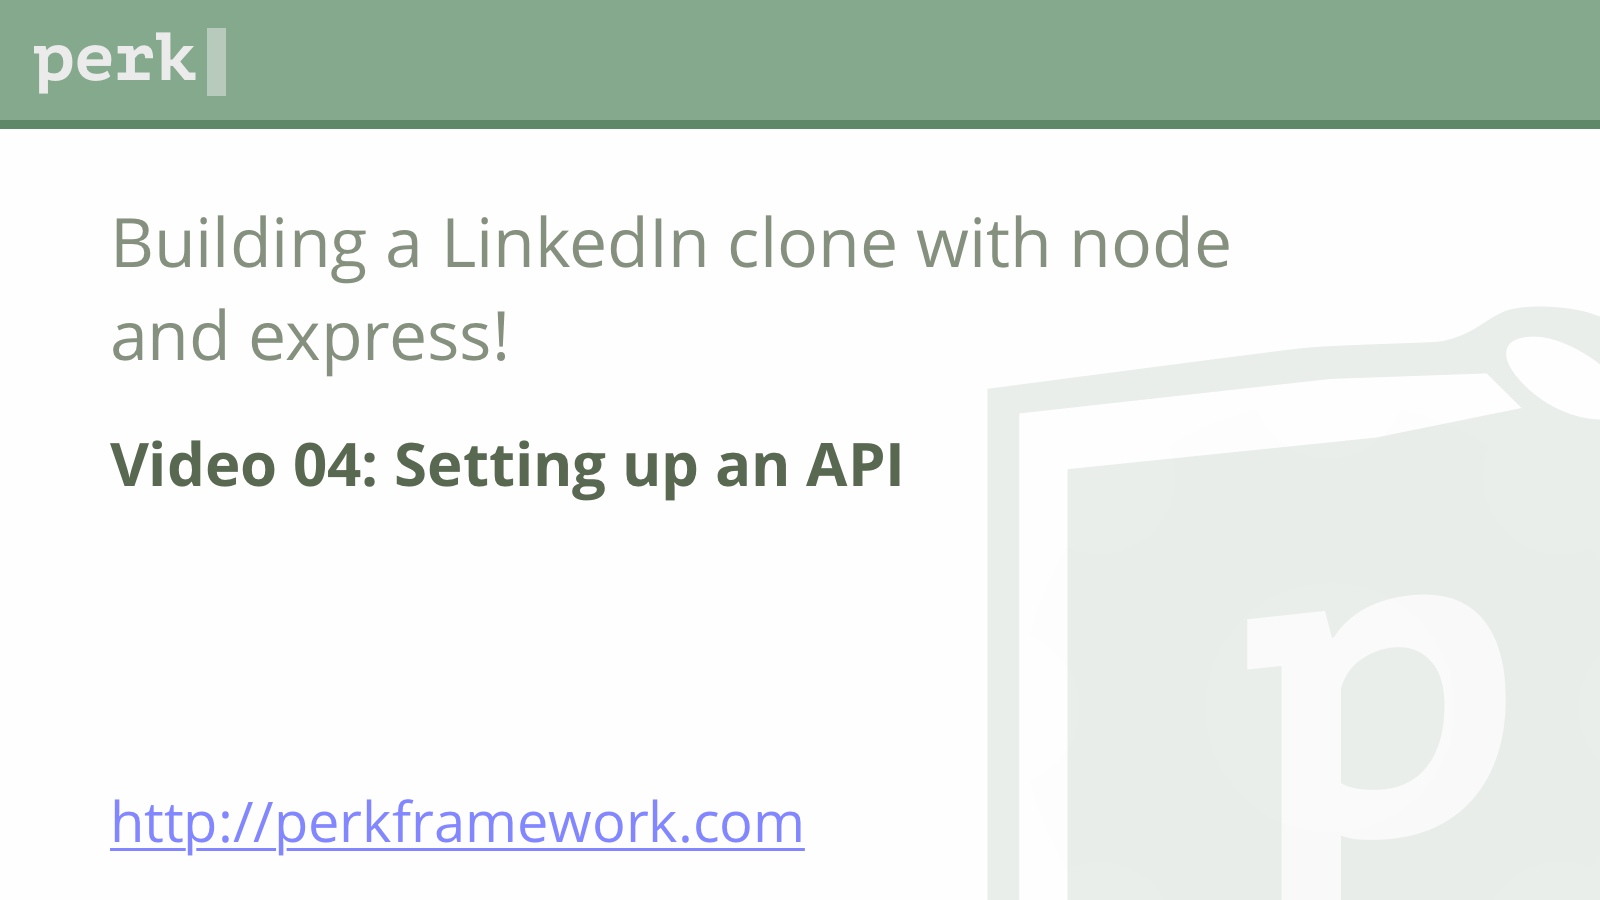 perk
Building a LinkedIn clone with node
and express!
Video 04: Setting up an API
p
http://perkframework.com